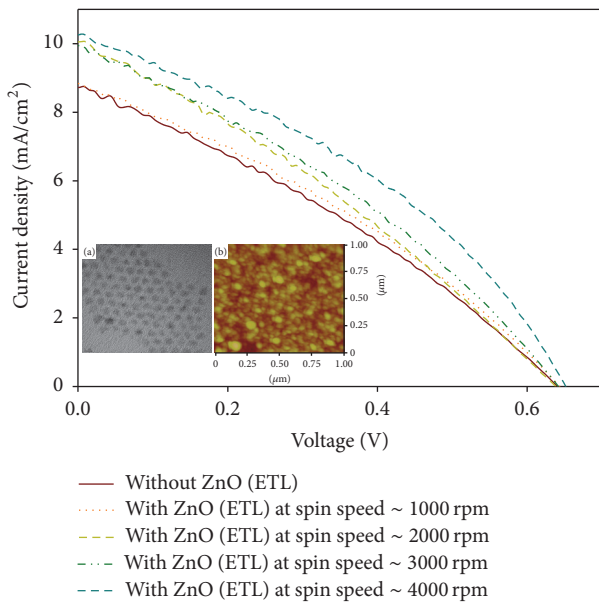 Current density (mA/cm²)
10
8
6
4
2
0
0.0
0.2
0.4
0.6
Voltage (V)
(a)
(b)
1.00
0.75
0.50
0.25
0
(μm)
0
0.25
0.50
0.75
1.00
(μm)
Without ZnO (ETL)
With ZnO (ETL) at spin speed ~ 1000 rpm
With ZnO (ETL) at spin speed ~ 2000 rpm
With ZnO (ETL) at spin speed ~ 3000 rpm
With ZnO (ETL) at spin speed ~ 4000 rpm